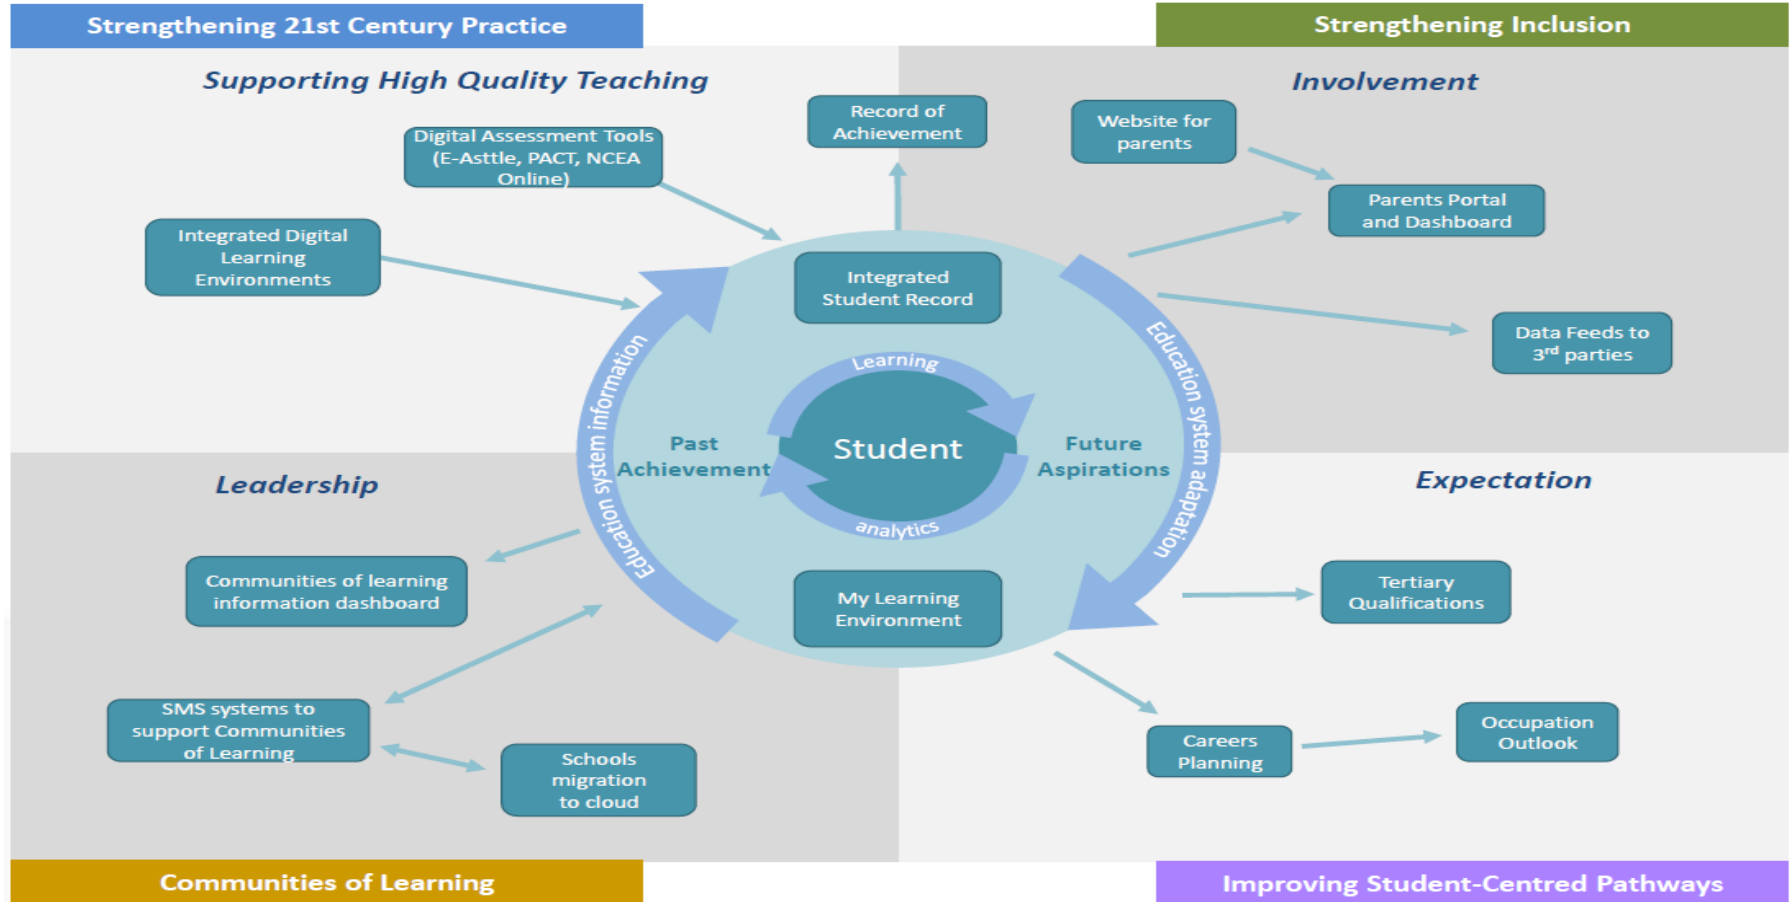 Strengthening 21st Century Practice
Strengthening Inclusion
Supporting High Quality Teaching
Involvement
Digital Assessment Tools
(E-Asttle, PACT, NCEA
Online)
Record of
Achievement
Website for
parents
Parents Portal
and Dashboard
Integrated Digital
Learning
Environments
Integrated
Student Record
Data Feeds to
3rd parties
Education system information
Learning
Education system adaptation
Past
Achievement
Student
Future
Aspirations
analytics
Leadership
Expectation
Communities of learning
information dashboard
My Learning
Environment
Tertiary
Qualifications
SMS systems to
support Communities
of Learning
Schools
migration
to cloud
Careers
Planning
Occupation
Outlook
Communities of Learning
Improving Student-Centred Pathways